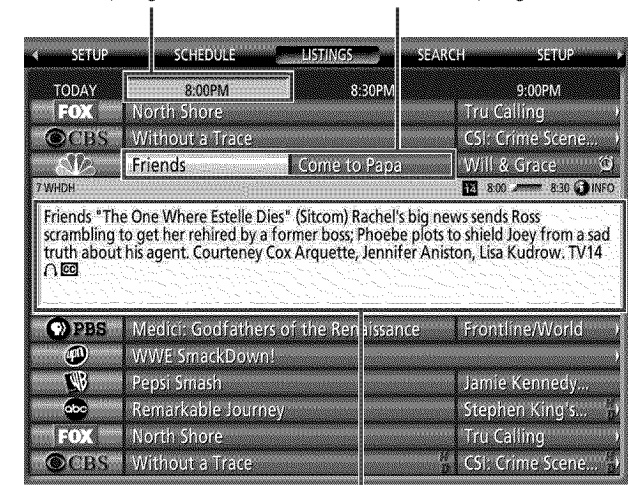 SETUP SCHEDULE LISTINGS SEARCH SETUP
TODAY 8:00PM 8:30PM 9:00PM
FOX North Shore Tru Calling
CBS Without a Trace CSI: Crime Scene...
Friends Come to Papa Will & Grace
7 WHDH 14 8:00 8:30 i INFO
Friends "The One Where Estelle Dies" (Sitcom) Rachel's big news sends Ross
scrambling to get her rehired by a former boss; Phoebe plots to shield Joey from a sad
truth about his agent. Courteney Cox Arquette, Jennifer Aniston, Lisa Kudrow. TV14
CC
PBS Medici: Godfathers of the Renaissance Frontline/World
upn WWE SmackDown!
WB Pepsi Smash Jamie Kennedy...
abc Remarkable Journey Stephen King's...
FOX North Shore Tru Calling
CBS Without a Trace CSI: Crime Scene...